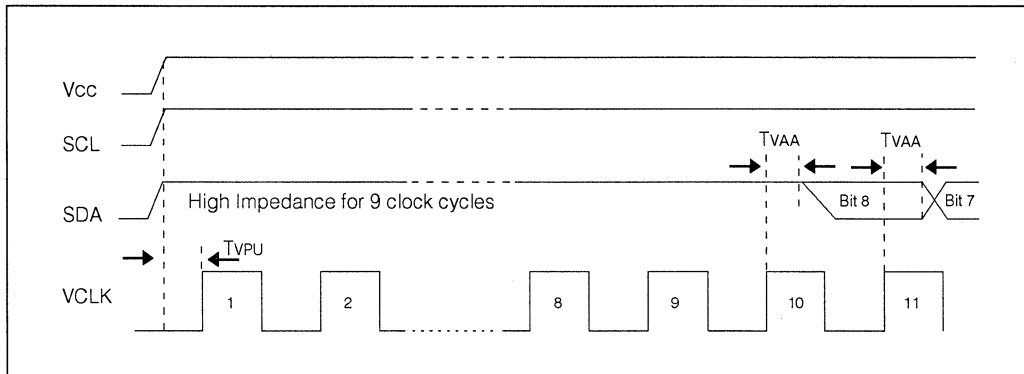 Vcc
SCL
TVAA TVAA
SDA
High Impedance for 9 clock cycles
Bit 8
Bit 7
TVPU
VCLK
1
2
8
9
10
11